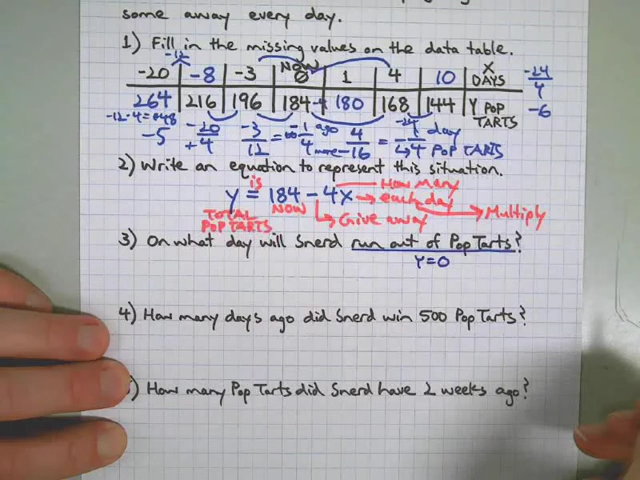 some away every day.
1) Fill in the missing values on the data table.
-12 NOW
-20 -8 -3 0 1 4 10 X DAYS
264 216 196 184 180 168 144 Y POP TARTS
-24/4
-6
-12·4=
-5 -20/+4 -3/12 = -1/4 ago 4/-16 = 1 day/-4 POP TARTS
-24
2) Write an equation to represent this situation.
is How many
y = 184 - 4x → each day
TOTAL POP TARTS NOW Give away Multiply
3) On what day will Snerd run out of Pop Tarts?
Y=0
4) How many days ago did Snerd win 500 Pop Tarts?
) How many Pop Tarts did Snerd have 2 weeks ago?